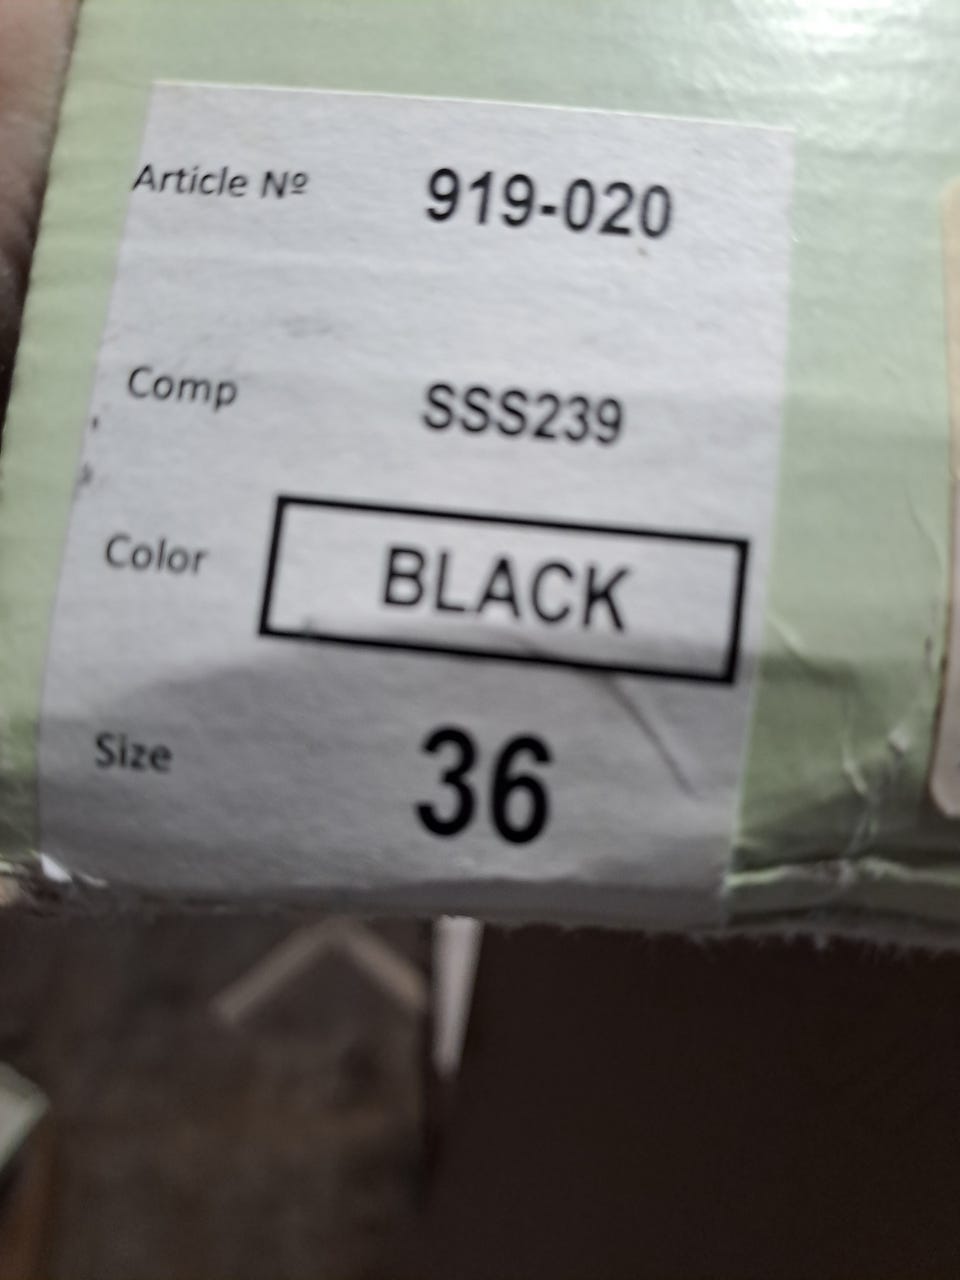 Article Nº 919-020
Comp SSS239
Color BLACK
Size 36